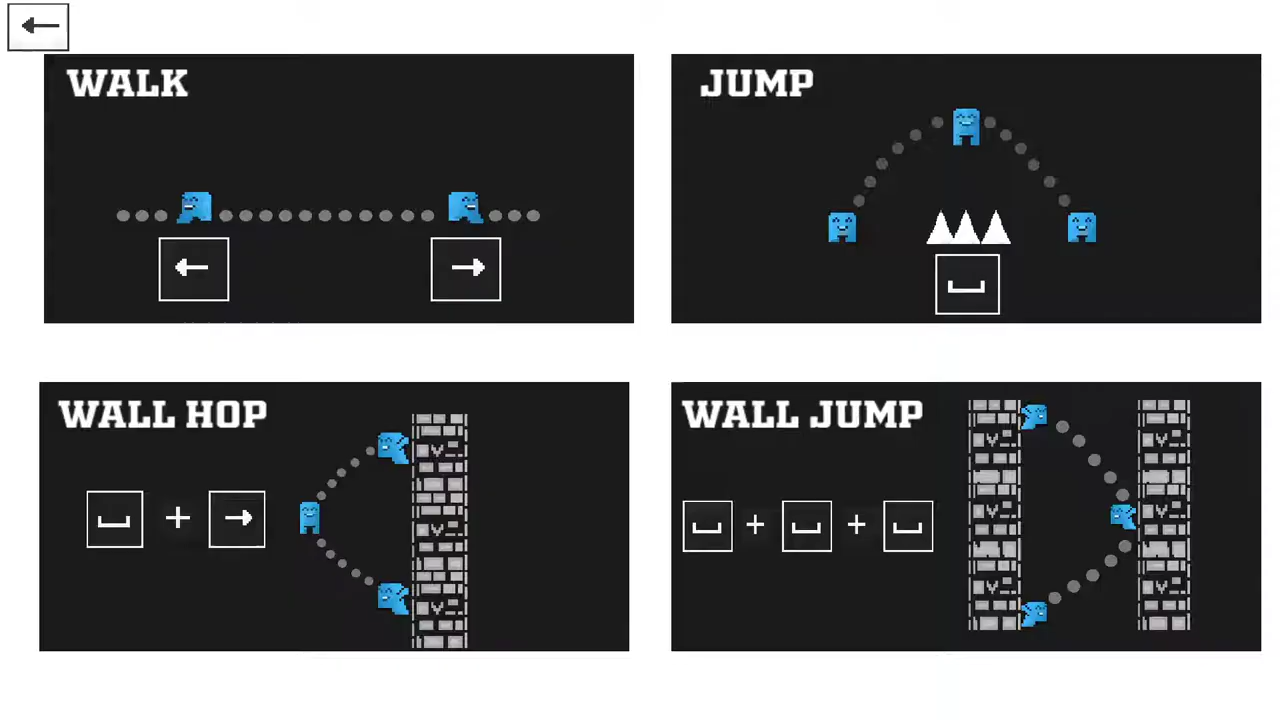 WALK
JUMP
WALL HOP
+
WALL JUMP
+ +